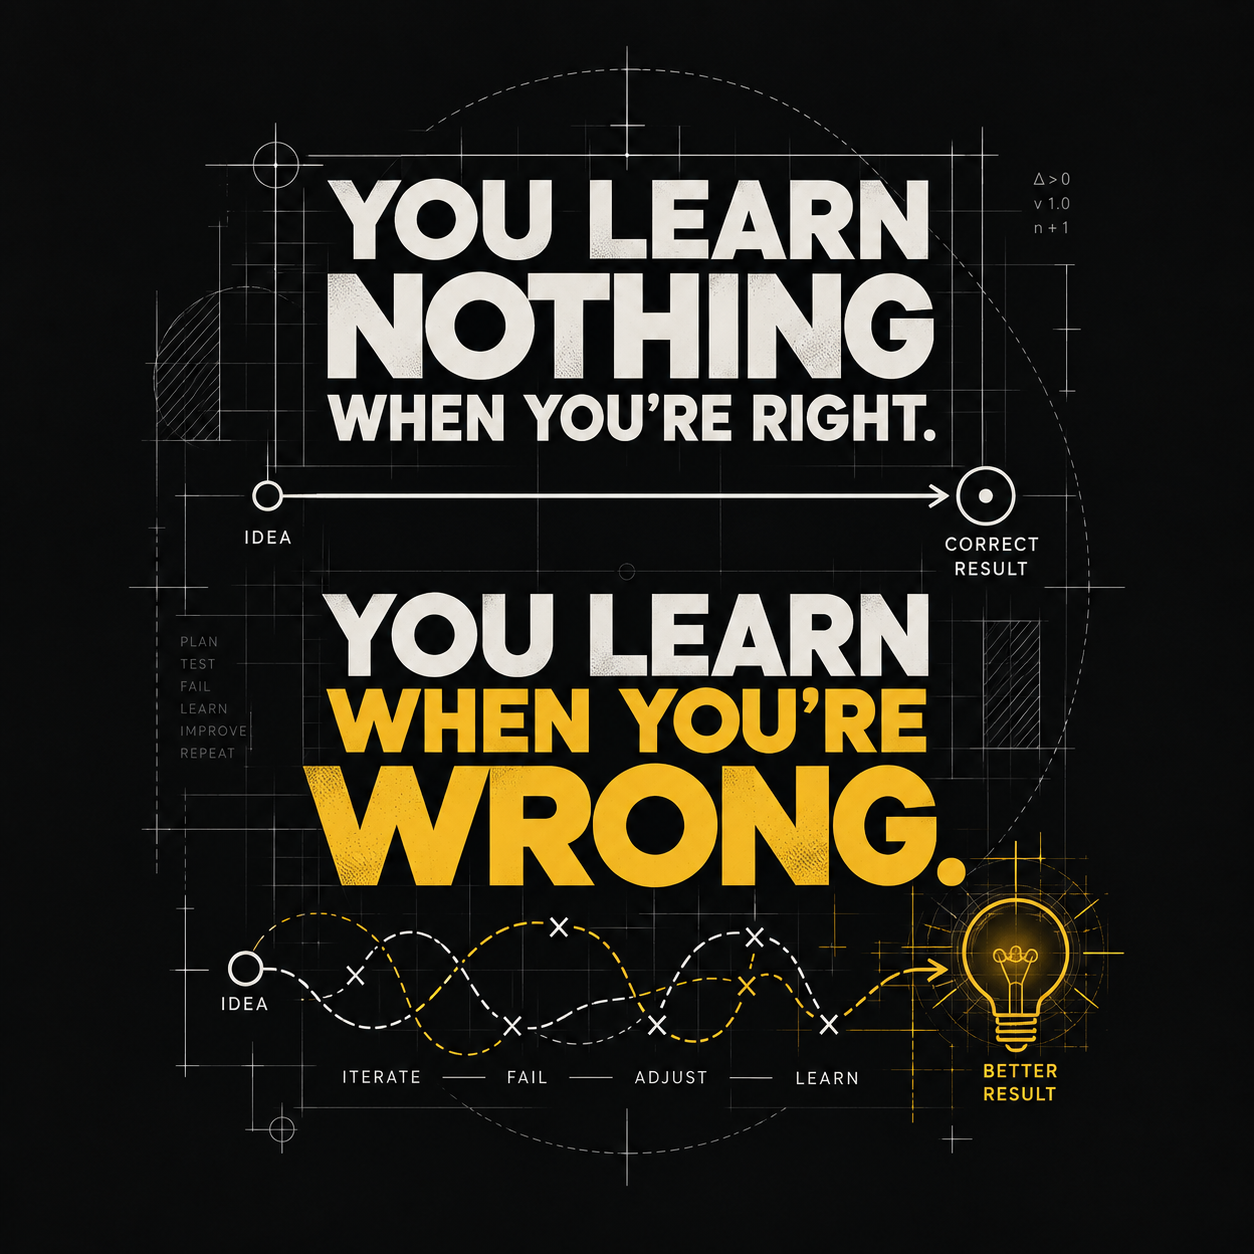 Δ > 0
v 1.0
n + 1
YOU LEARN
NOTHING
WHEN YOU'RE RIGHT.
IDEA
CORRECT
RESULT
YOU LEARN
WHEN YOU'RE
WRONG.
PLAN
TEST
FAIL
LEARN
IMPROVE
REPEAT
IDEA
ITERATE — FAIL — ADJUST — LEARN
BETTER
RESULT